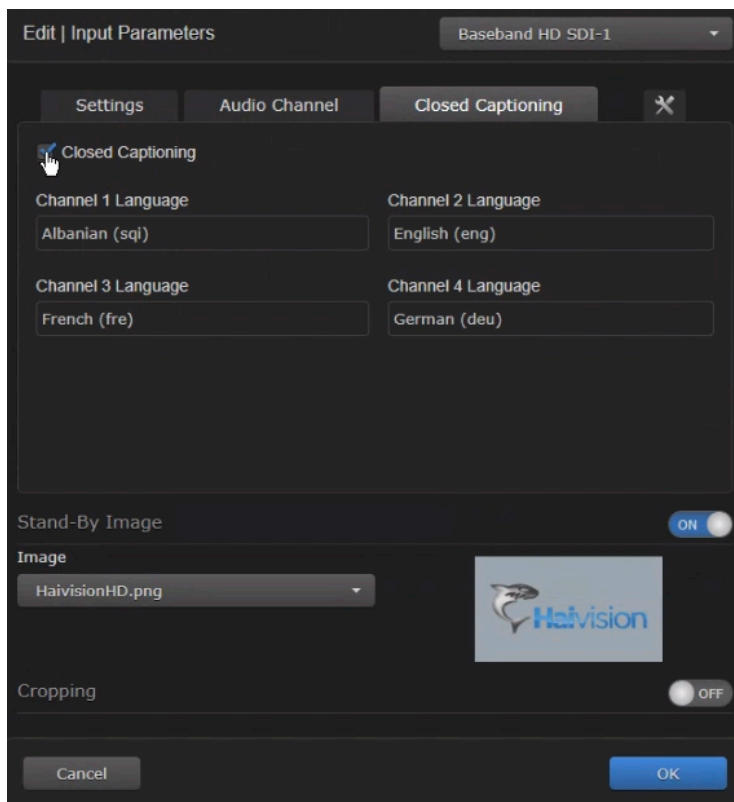 Edit | Input Parameters
Baseband HD SDI-1
Settings
Audio Channel
Closed Captioning
Closed Captioning
Channel 1 Language
Channel 2 Language
Albanian (sqi)
English (eng)
Channel 3 Language
Channel 4 Language
French (fre)
German (deu)
Stand-By Image
ON
Image
HaivisionHD.png
Haivision
Cropping
OFF
Cancel
OK